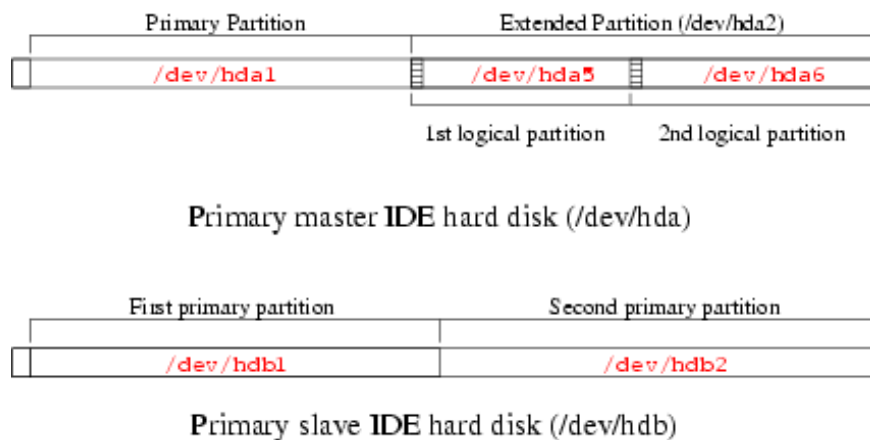 Primary Partition Extended Partition (/dev/hda2)
/dev/hda1 /dev/hda5 /dev/hda6
1st logical partition 2nd logical partition
Primary master IDE hard disk (/dev/hda)
First primary partition Second primary partition
/dev/hdb1 /dev/hdb2
Primary slave IDE hard disk (/dev/hdb)